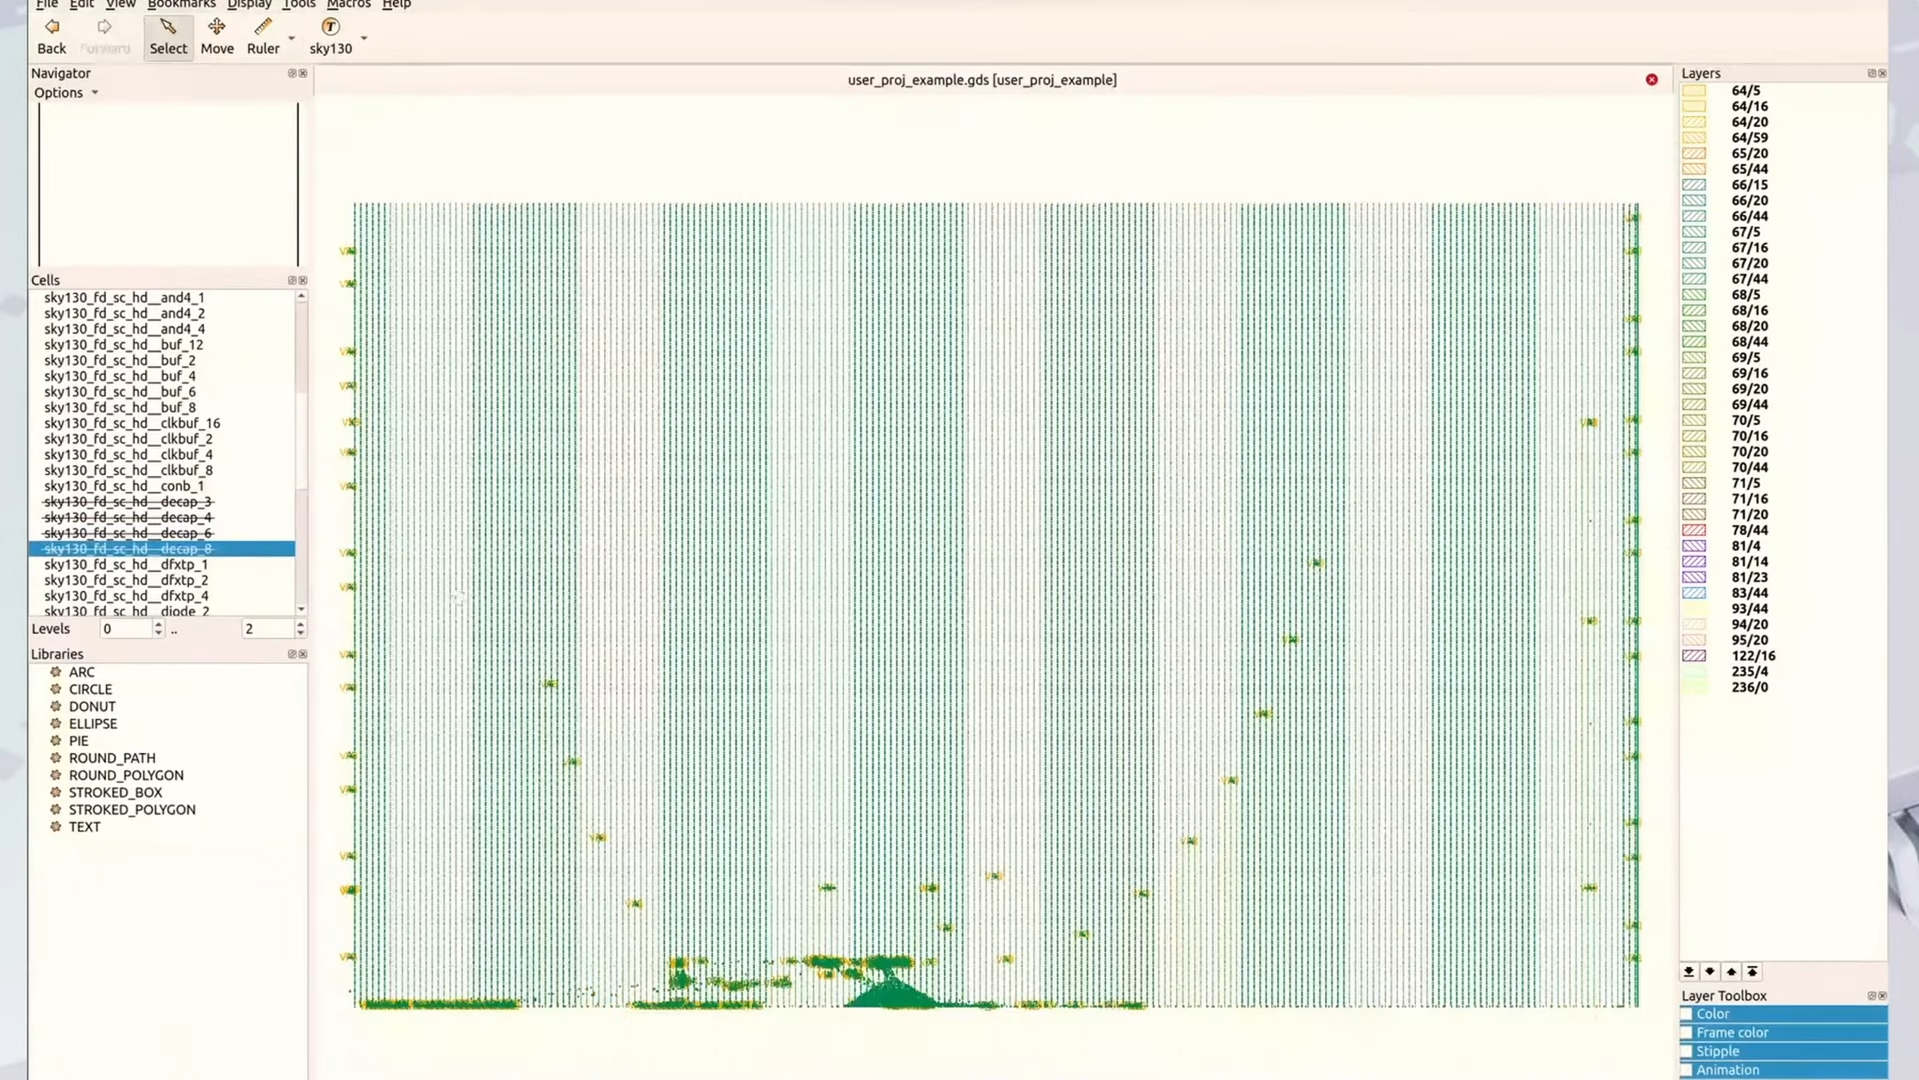 File Edit View Bookmarks Display Tools Macros Help
Back Forward Select Move Ruler sky130
Navigator
Options
user_proj_example.gds [user_proj_example]
Cells
sky130_fd_sc_hd__and4_1
sky130_fd_sc_hd__and4_2
sky130_fd_sc_hd__and4_4
sky130_fd_sc_hd__buf_12
sky130_fd_sc_hd__buf_2
sky130_fd_sc_hd__buf_4
sky130_fd_sc_hd__buf_6
sky130_fd_sc_hd__buf_8
sky130_fd_sc_hd__clkbuf_16
sky130_fd_sc_hd__clkbuf_2
sky130_fd_sc_hd__clkbuf_4
sky130_fd_sc_hd__clkbuf_8
sky130_fd_sc_hd__conb_1
sky130_fd_sc_hd__decap_3
sky130_fd_sc_hd__decap_4
sky130_fd_sc_hd__decap_6
sky130_fd_sc_hd__decap_8
sky130_fd_sc_hd__dfxtp_1
sky130_fd_sc_hd__dfxtp_2
sky130_fd_sc_hd__dfxtp_4
sky130_fd_sc_hd__diode_2
Levels 0 .. 2
Libraries
ARC
CIRCLE
DONUT
ELLIPSE
PIE
ROUND_PATH
ROUND_POLYGON
STROKED_BOX
STROKED_POLYGON
TEXT
Layers
64/5
64/16
64/20
64/59
65/20
65/44
66/15
66/20
66/44
67/5
67/16
67/20
67/44
68/5
68/16
68/20
68/44
69/5
69/16
69/20
69/44
70/5
70/16
70/20
70/44
71/5
71/16
71/20
78/44
81/4
81/14
81/23
83/44
93/44
94/20
95/20
122/16
235/4
236/0
Layer Toolbox
Color
Frame color
Stipple
Animation